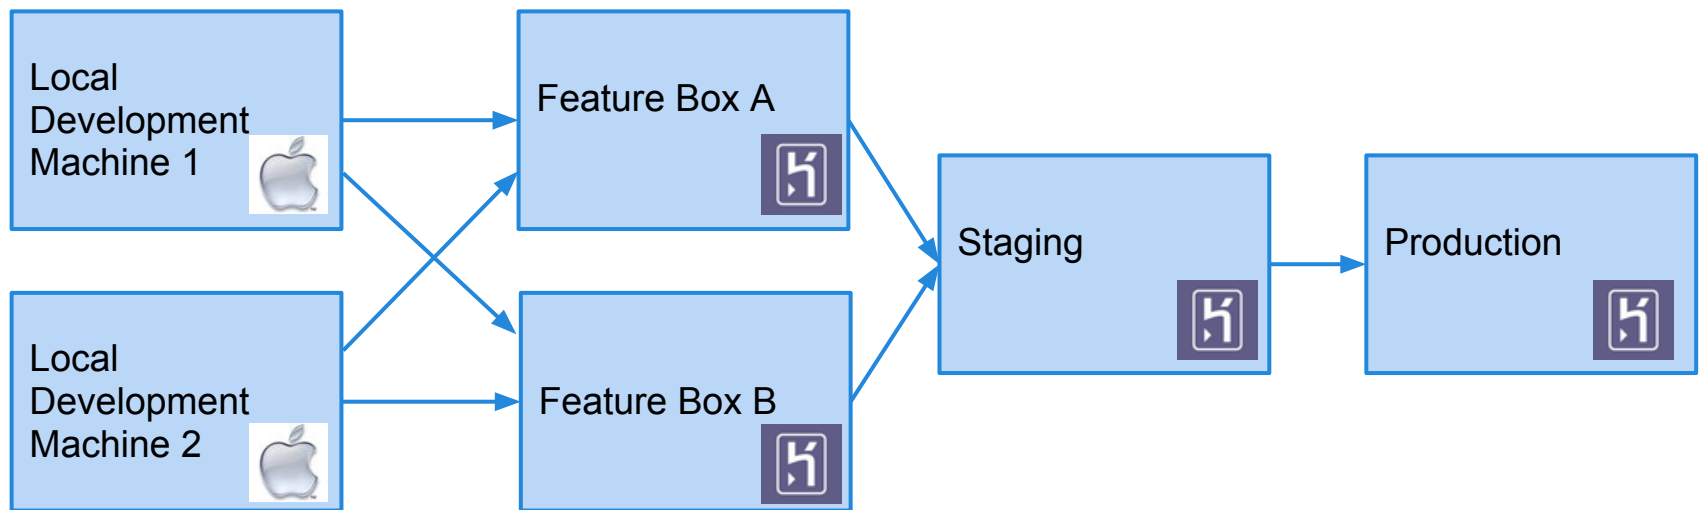 Local
Development
Machine 1
Feature Box A
Local
Development
Machine 2
Feature Box B
Staging
Production